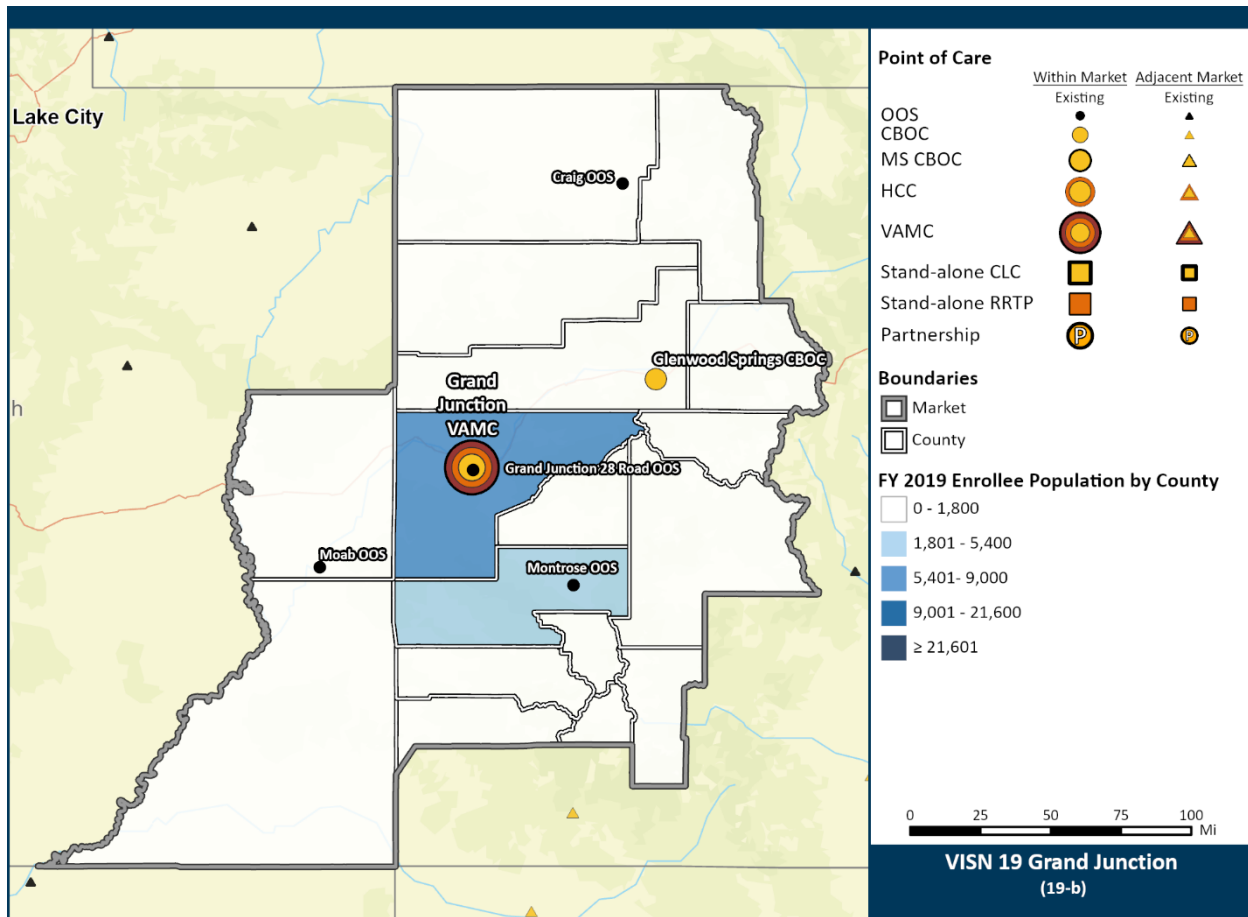 Lake City
h
Craig OOS
Glenwood Springs CBOC
Grand
Junction
VAMC
Grand Junction 28 Road OOS
Moab OOS
Montrose OOS
Point of Care
Within Market
Adjacent Market
Existing
Existing
OOS
CBOC
MS CBOC
HCC
VAMC
Stand-alone CLC
Stand-alone RRTP
Partnership
P
P
Boundaries
Market
County
FY 2019 Enrollee Population by County
0 - 1,800
1,801 - 5,400
5,401- 9,000
9,001 - 21,600
≥ 21,601
0 25 50 75 100
Mi
VISN 19 Grand Junction
(19-b)